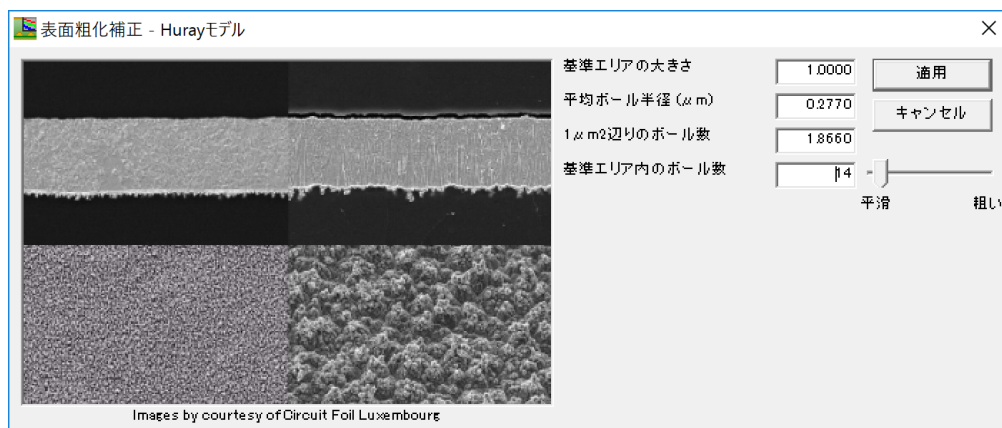 表面粗化補正 - Hurayモデル
基準エリアの大きさ 1.0000 適用
平均ボール半径(μm) 0.2770 キャンセル
1μm2辺りのボール数 1.8660
基準エリア内のボール数 14
平滑 粗い
Images by courtesy of Circuit Foil Luxembourg